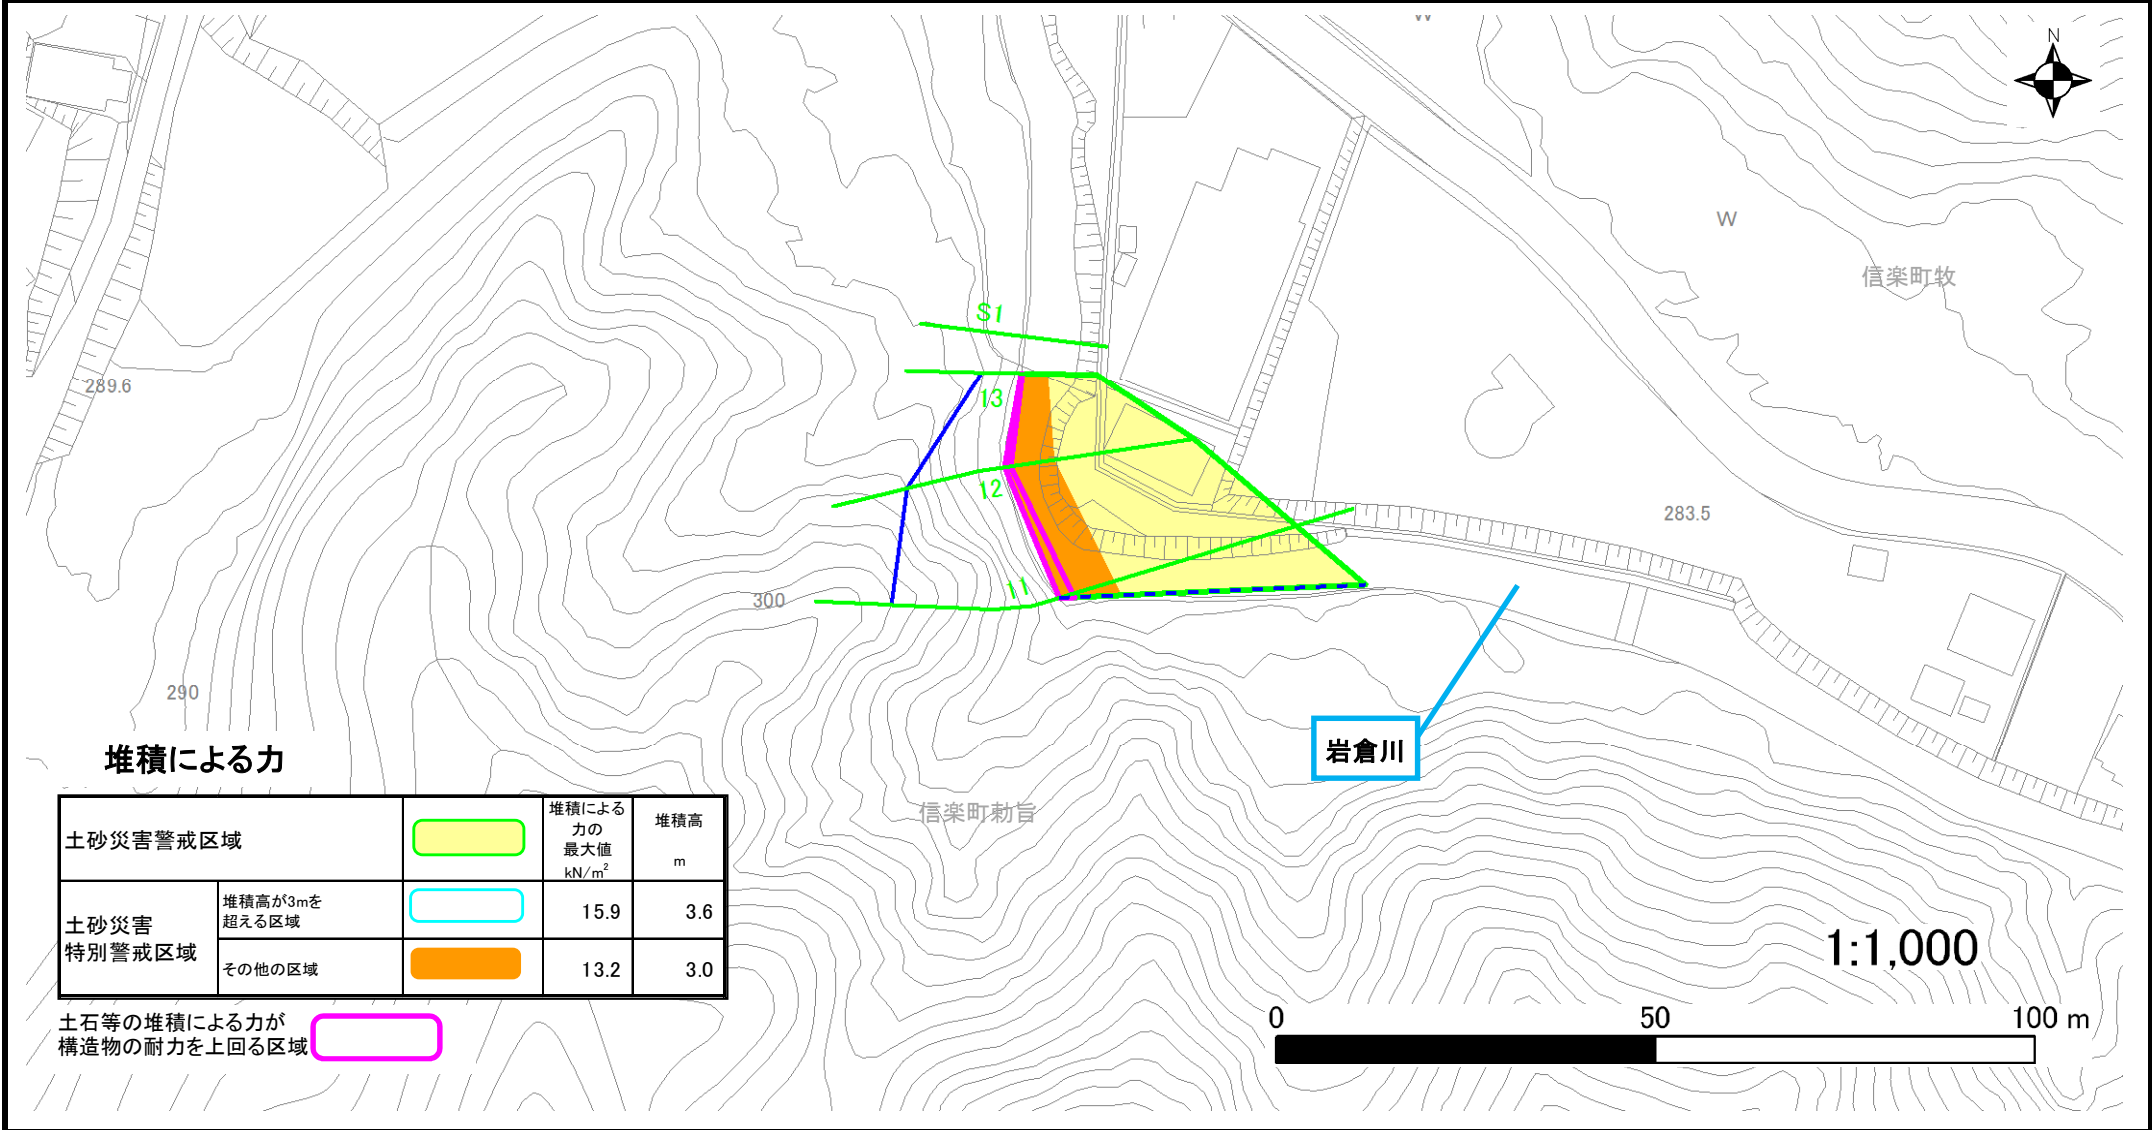 W
N
W
信楽町牧
S1
289.6
13
12
283.5
11
300
290
堆積による力
岩倉川
信楽町勅旨
土砂災害警戒区域
堆積による
力の
最大値
kN/m²
堆積高
m
土砂災害
特別警戒区域
堆積高が3mを
超える区域
15.9
3.6
その他の区域
13.2
3.0
土石等の堆積による力が
構造物の耐力を上回る区域
1:1,000
0 50 100 m